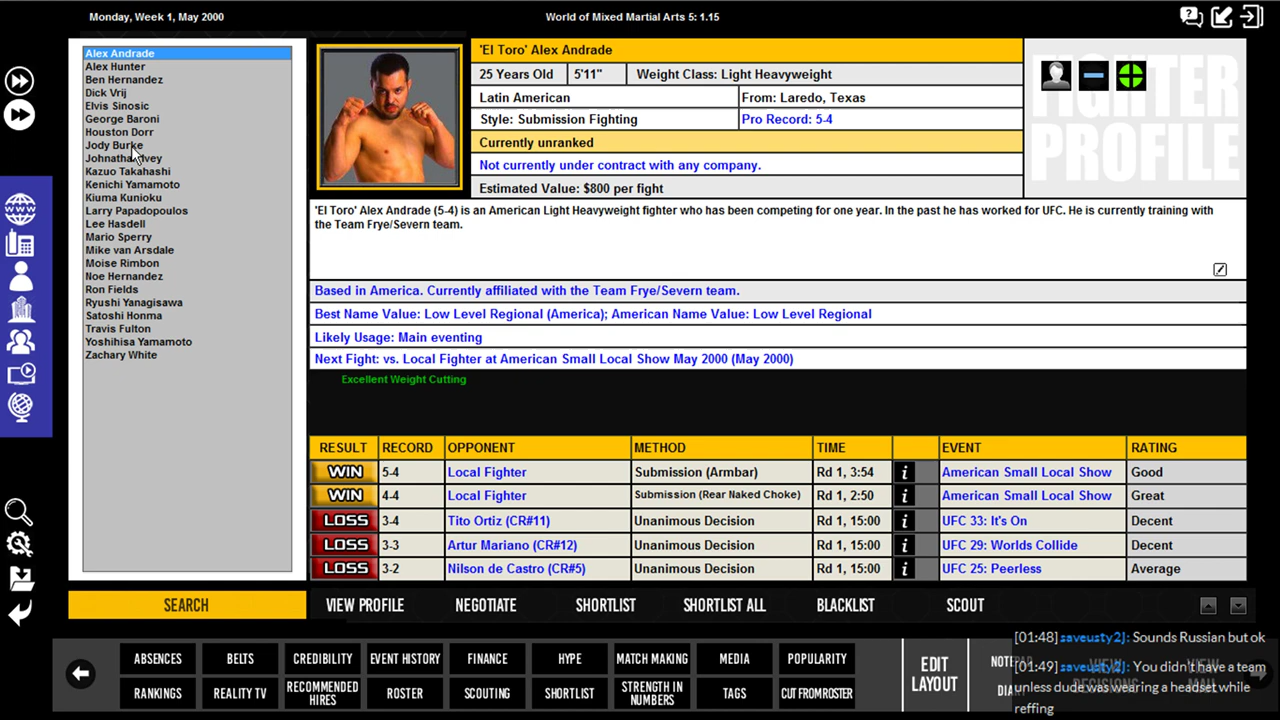 Monday, Week 1, May 2000
World of Mixed Martial Arts 5: 1.15
Alex Andrade
Alex Hunter
Ben Hernandez
Dick Vrij
Elvis Sinosic
George Baroni
Houston Dorr
Jody Burke
Kazuo Takahashi
Kenichi Yamamoto
Kiuma Kunioku
Larry Papadopoulos
Lee Hasdell
Mario Sperry
Mike van Arsdale
Moise Rimbon
Noe Hernandez
Ron Fields
Ryushi Yanagisawa
Satoshi Honma
Travis Fulton
Yoshihisa Yamamoto
Zachary White
SEARCH
'El Toro' Alex Andrade
25 Years Old
5'11"
Weight Class: Light Heavyweight
Latin American
From: Laredo, Texas
Style: Submission Fighting
Pro Record: 5-4
Currently unranked
Not currently under contract with any company.
Estimated Value: $800 per fight
FIGHTER
PROFILE
'El Toro' Alex Andrade (5-4) is an American Light Heavyweight fighter who has been competing for one year. In the past he has worked for UFC. He is currently training with
the Team Frye/Severn team.
Based in America. Currently affiliated with the Team Frye/Severn team.
Best Name Value: Low Level Regional (America); American Name Value: Low Level Regional
Likely Usage: Main eventing
Next Fight: vs. Local Fighter at American Small Local Show May 2000 (May 2000)
Excellent Weight Cutting
RESULT RECORD OPPONENT METHOD TIME EVENT RATING
WIN 5-4 Local Fighter Submission (Armbar) Rd 1, 3:54 i American Small Local Show Good
WIN 4-4 Local Fighter Submission (Rear Naked Choke) Rd 1, 2:50 i American Small Local Show Great
LOSS 3-4 Tito Ortiz (CR#11) Unanimous Decision Rd 1, 15:00 i UFC 33: It's On Decent
LOSS 3-3 Artur Mariano (CR#12) Unanimous Decision Rd 1, 15:00 i UFC 29: Worlds Collide Decent
LOSS 3-2 Nilson de Castro (CR#5) Unanimous Decision Rd 1, 15:00 i UFC 25: Peerless Average
VIEW PROFILE NEGOTIATE SHORTLIST SHORTLIST ALL BLACKLIST SCOUT
ABSENCES BELTS CREDIBILITY EVENT HISTORY FINANCE HYPE MATCH MAKING MEDIA POPULARITY
RANKINGS REALITY TV RECOMMENDED HIRES ROSTER SCOUTING SHORTLIST STRENGTH IN NUMBERS TAGS CUT FROM ROSTER
EDIT
LAYOUT
WWW
[01:48] saveusty2J: Sounds Russian but ok
[01:49] saveusty2J: You didn't have a team
unless dude was wearing a headset while
reffing